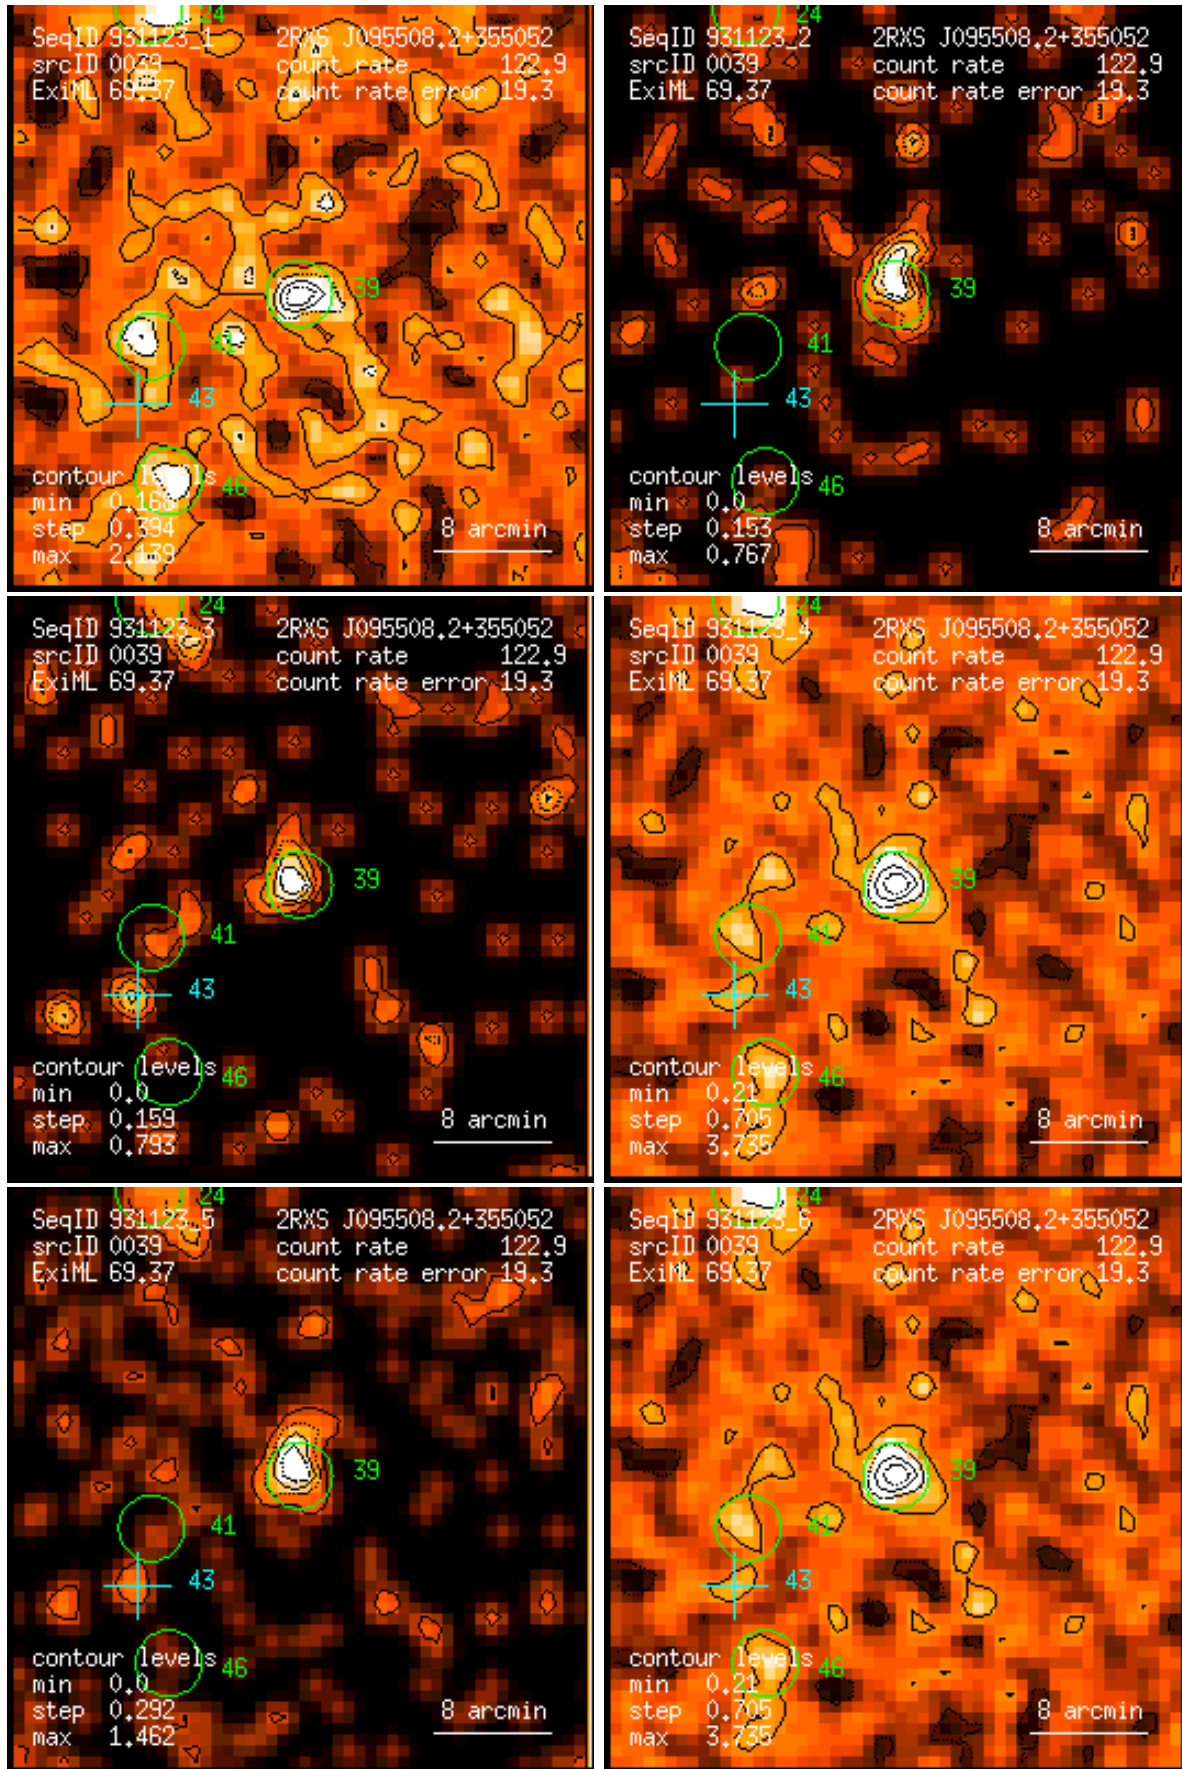 24
SeqID 931123_1 2RXS J095508.2+355052
srcID 0039 count rate 122.9
ExiML 69.37 count rate error 19.3
39
41
43
contour levels 46
min 0.168
step 0.394 8 arcmin
max 2.139
24
SeqID 931123_2 2RXS J095508.2+355052
srcID 0039 count rate 122.9
ExiML 69.37 count rate error 19.3
39
41
43
contour levels 46
min 0.0
step 0.153 8 arcmin
max 0.767
24
SeqID 931123_3 2RXS J095508.2+355052
srcID 0039 count rate 122.9
ExiML 69.37 count rate error 19.3
39
41
43
contour levels 46
min 0.0
step 0.159 8 arcmin
max 0.793
24
SeqID 931123_4 2RXS J095508.2+355052
srcID 0039 count rate 122.9
ExiML 69.37 count rate error 19.3
39
41
43
contour levels 46
min 0.21
step 0.705 8 arcmin
max 3.735
24
SeqID 931123_5 2RXS J095508.2+355052
srcID 0039 count rate 122.9
ExiML 69.37 count rate error 19.3
39
41
43
contour levels 46
min 0.0
step 0.292 8 arcmin
max 1.462
24
SeqID 931123_6 2RXS J095508.2+355052
srcID 0039 count rate 122.9
ExiML 69.37 count rate error 19.3
39
41
43
contour levels 46
min 0.21
step 0.705 8 arcmin
max 3.735